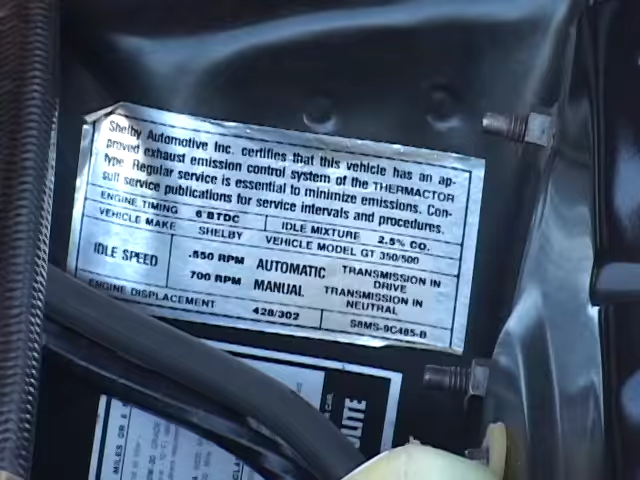 Shelby Automotive Inc. certifies that this vehicle has an ap-
proved exhaust emission control system of the THERMACTOR
type. Regular service is essential to minimize emissions. Con-
sult service publications for service intervals and procedures.
ENGINE TIMING 6°BTDC IDLE MIXTURE 2.5% CO.
VEHICLE MAKE SHELBY VEHICLE MODEL GT 350/500
IDLE SPEED
.550 RPM AUTOMATIC TRANSMISSION IN DRIVE
700 RPM MANUAL TRANSMISSION IN NEUTRAL
ENGINE DISPLACEMENT 428/302 S8MS-9C485-B
MILES OR